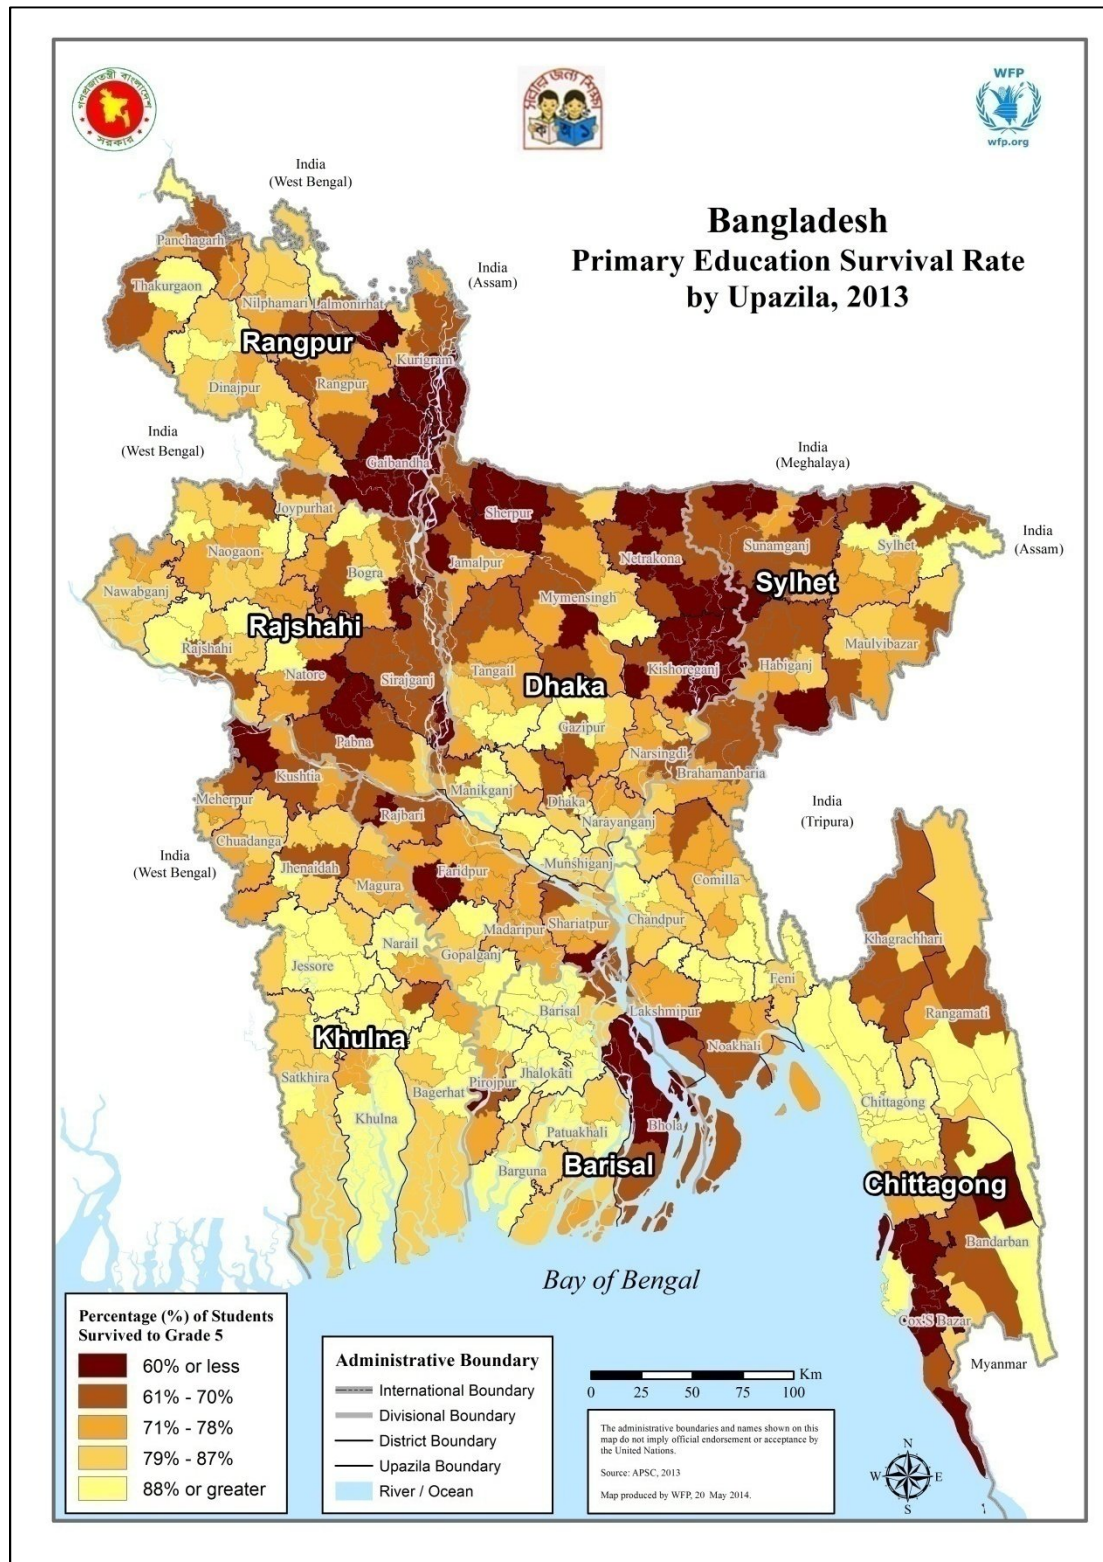 গণপ্রজাতন্ত্রী বাংলাদেশ
সরকার
সবার জন্য শিক্ষা
ক অ ১
WFP
wfp.org
India
(West Bengal)
Bangladesh
Primary Education Survival Rate
by Upazila, 2013
India
(Assam)
Panchagarh
Thakurgaon
Nilphamari
Lalmonirhat
Rangpur
Kurigram
Dinajpur
Rangpur
India
(West Bengal)
Gaibandha
India
(Meghalaya)
Joypurhat
Sherpur
Naogaon
Jamalpur
Netrakona
Sunamganj
Sylhet
India
(Assam)
Bogra
Nawabganj
Mymensingh
Sylhet
Rajshahi
Rajshahi
Maulvibazar
Natore
Sirajganj
Tangail
Kishoreganj
Habiganj
Dhaka
Gazipur
Pabna
Narsingdi
Kushtia
Brahamanbaria
Meherpur
Manikganj
Dhaka
Rajbari
Narayanganj
India
(Tripura)
Chuadanga
India
(West Bengal)
Jhenaidah
Munshiganj
Magura
Faridpur
Comilla
Madaripur
Shariatpur
Chandpur
Narail
Gopalganj
Khagrachhari
Jessore
Feni
Barisal
Lakshmipur
Rangamati
Khulna
Noakhali
Satkhira
Jhalokati
Pirojpur
Bagerhat
Khulna
Chittagong
Patuakhali
Bhola
Barguna
Barisal
Chittagong
Bandarban
Bay of Bengal
Cox'S Bazar
Myanmar
Percentage (%) of Students
Survived to Grade 5
60% or less
61% - 70%
71% - 78%
79% - 87%
88% or greater
Administrative Boundary
International Boundary
Divisional Boundary
District Boundary
Upazila Boundary
River / Ocean
Km
0 25 50 75 100
The administrative boundaries and names shown on this
map do not imply official endorsement or acceptance by
the United Nations.
Source: APSC, 2013
Map produced by WFP, 20 May 2014.
N
W E
S